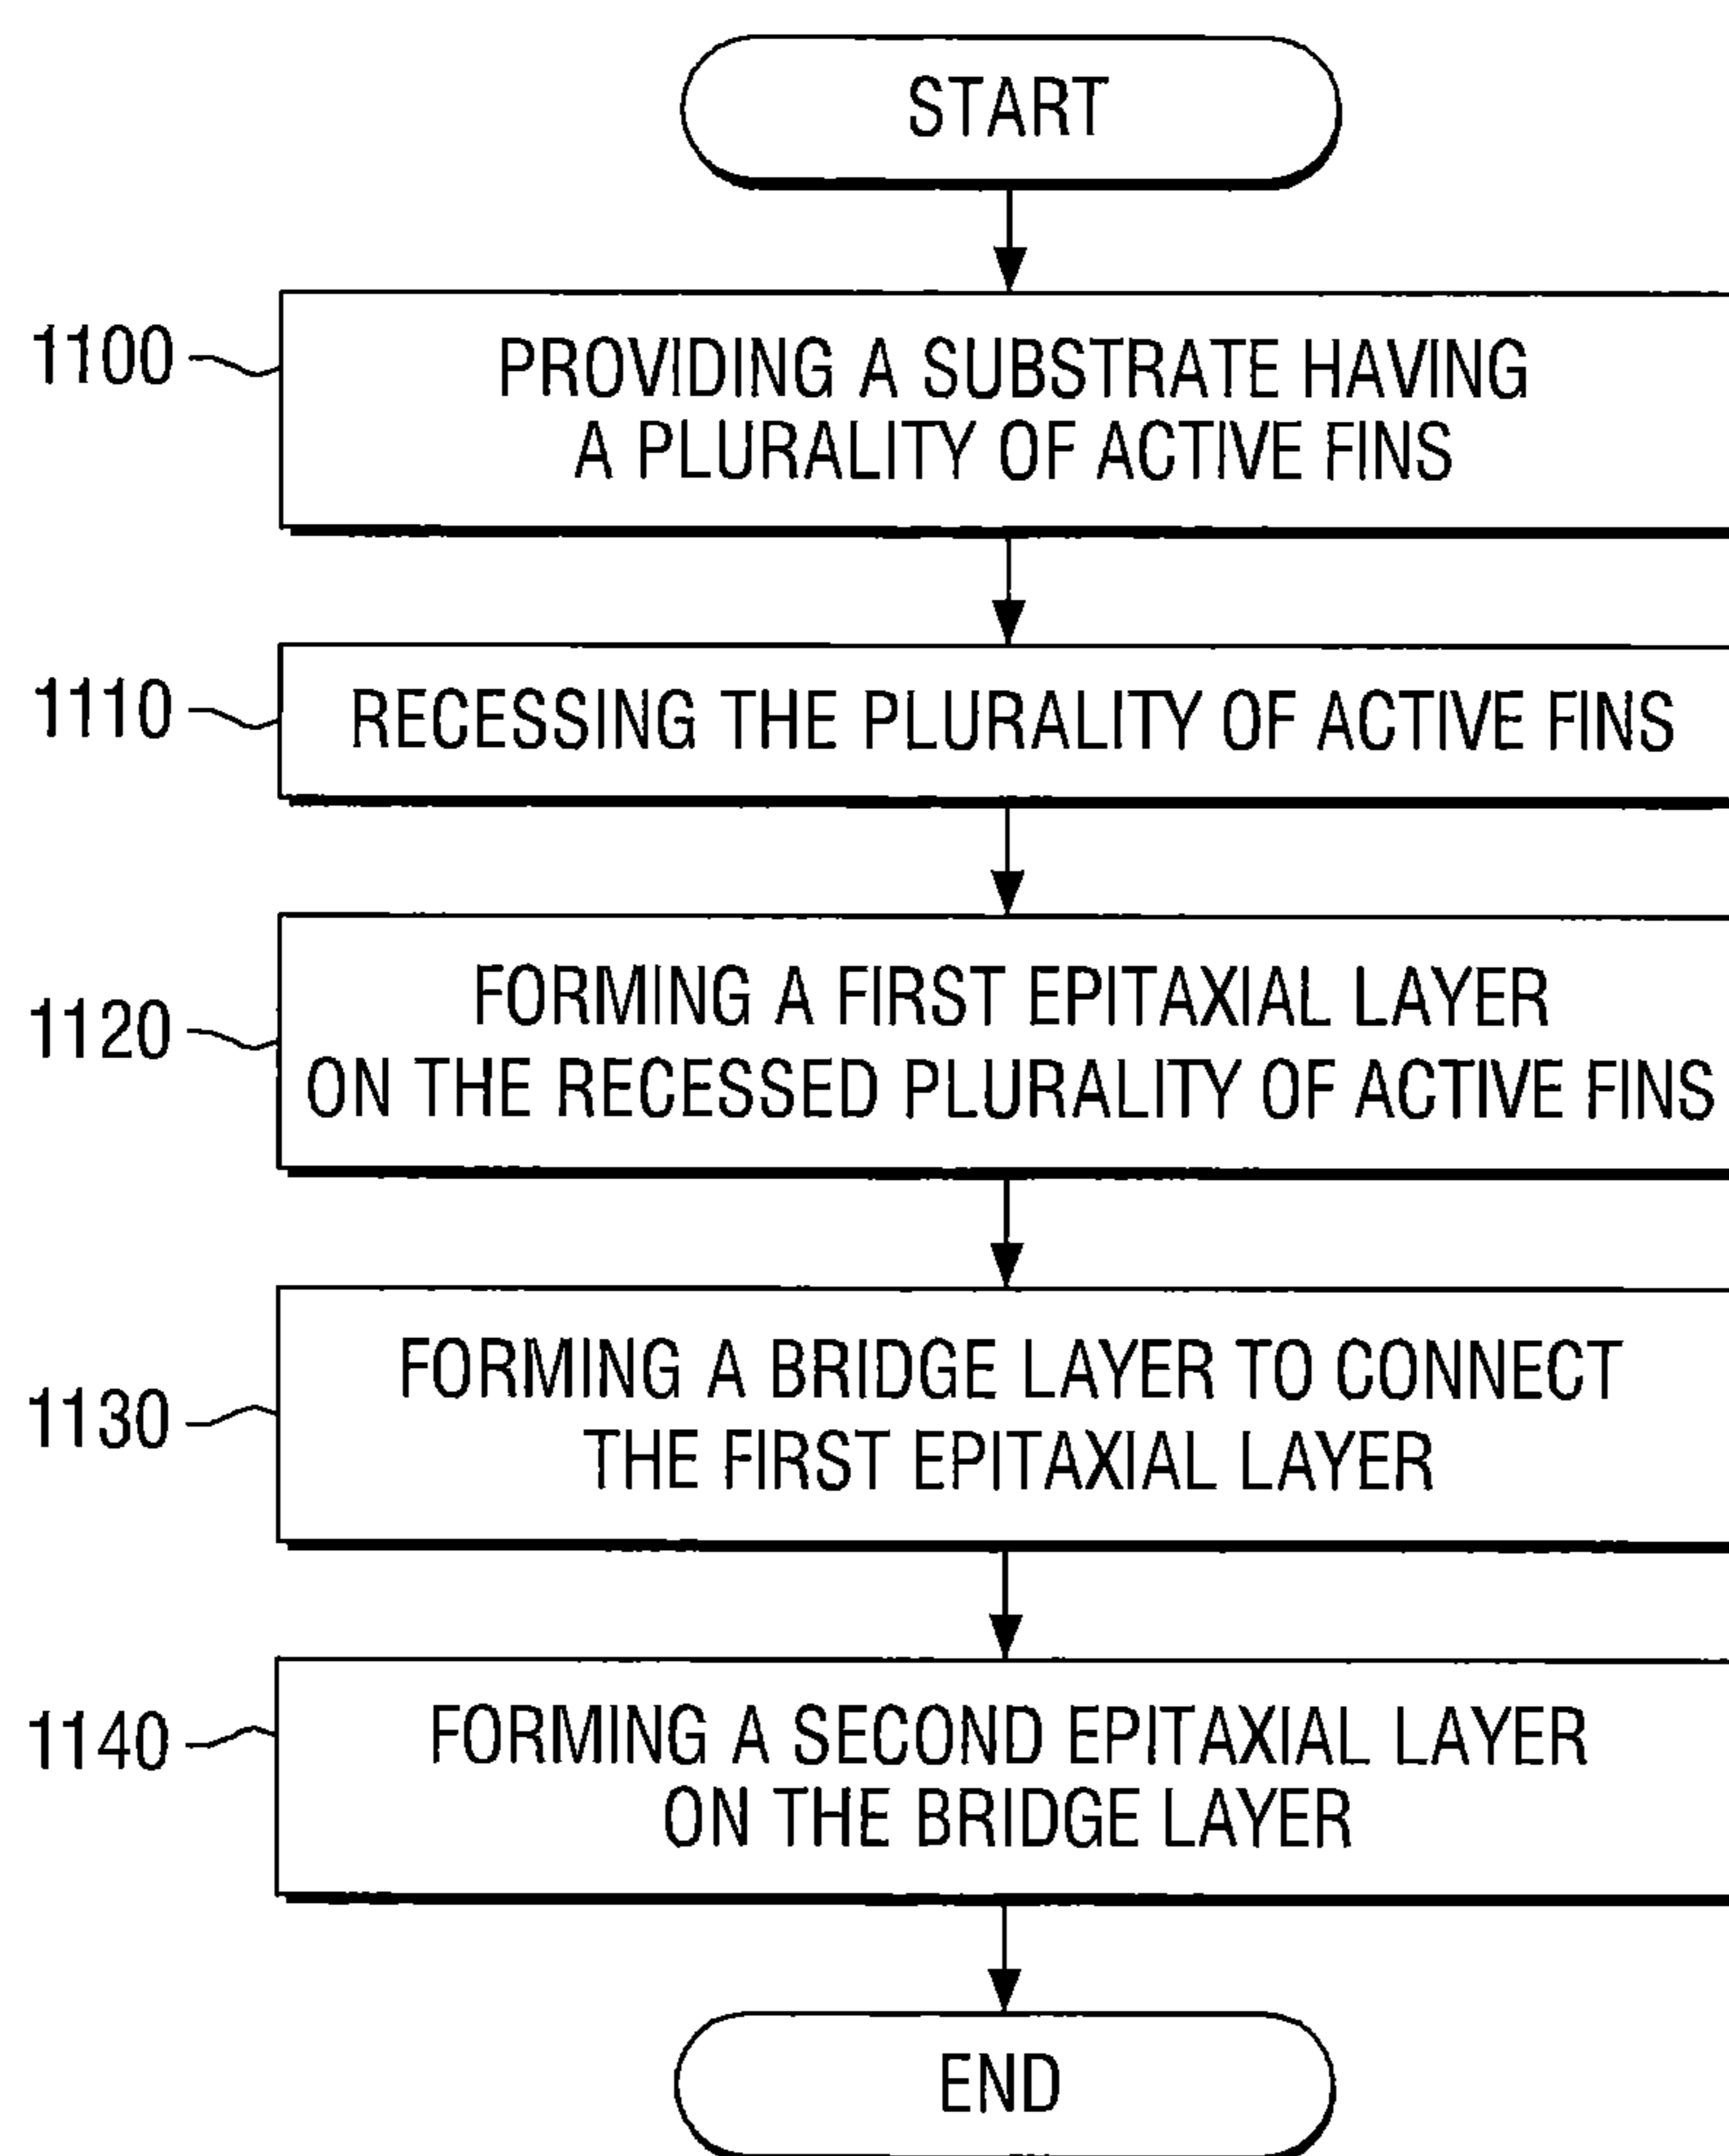 START
1100
PROVIDING A SUBSTRATE HAVING
A PLURALITY OF ACTIVE FINS
1110
RECESSING THE PLURALITY OF ACTIVE FINS
1120
FORMING A FIRST EPITAXIAL LAYER
ON THE RECESSED PLURALITY OF ACTIVE FINS
1130
FORMING A BRIDGE LAYER TO CONNECT
THE FIRST EPITAXIAL LAYER
1140
FORMING A SECOND EPITAXIAL LAYER
ON THE BRIDGE LAYER
END